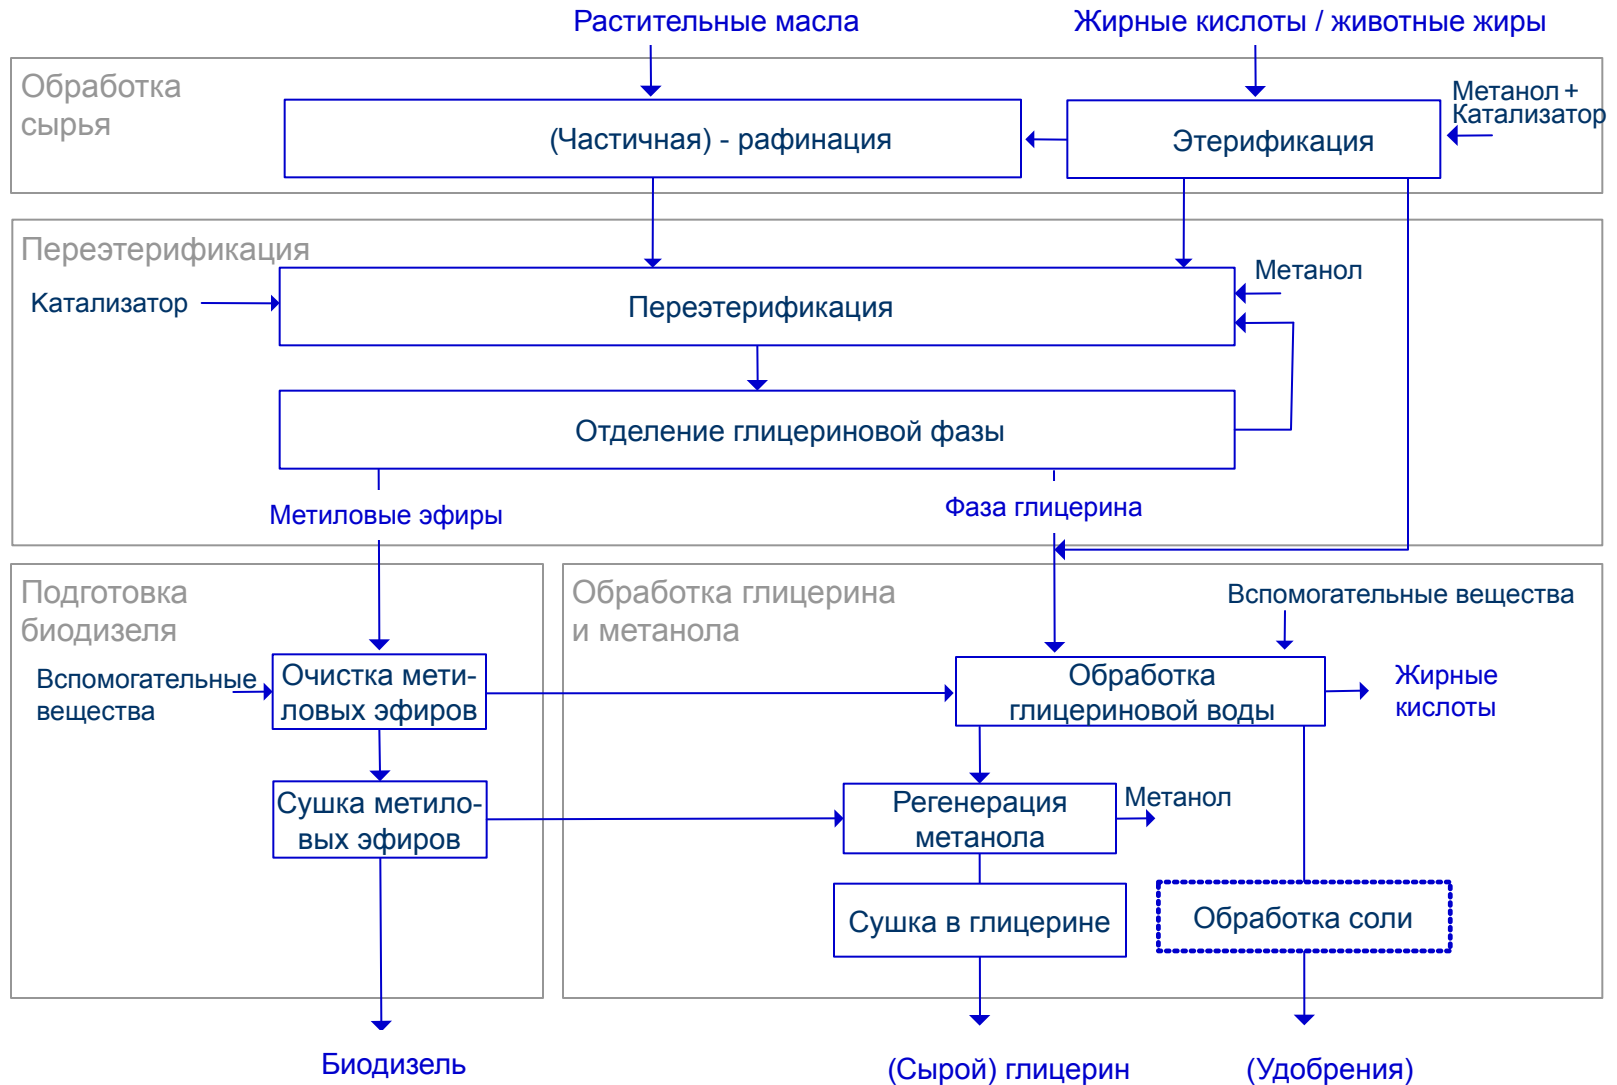 Растительные масла
Жирные кислоты / животные жиры
Обработка
сырья
(Частичная) - рафинация
Этерификация
Метанол +
Катализатор
Переэтерификация
Катализатор
Переэтерификация
Метанол
Отделение глицериновой фазы
Метиловые эфиры
Фаза глицерина
Подготовка
биодизеля
Обработка глицерина
и метанола
Вспомогательные вещества
Вспомогательные
вещества
Очистка мети-
ловых эфиров
Обработка
глицериновой воды
Жирные
кислоты
Сушка метило-
вых эфиров
Регенерация
метанола
Метанол
Сушка в глицерине
Обработка соли
Биодизель
(Сырой) глицерин
(Удобрения)